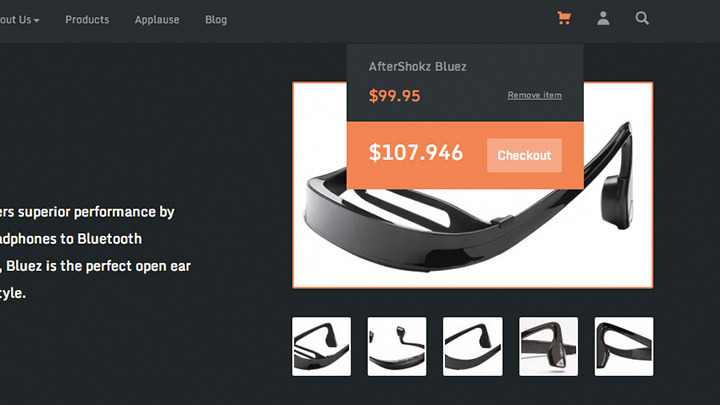 out Us
Products
Applause
Blog
AfterShokz Bluez
$99.95
Remove item
$107.946
Checkout
ers superior performance by
adphones to Bluetooth
, Bluez is the perfect open ear
tyle.